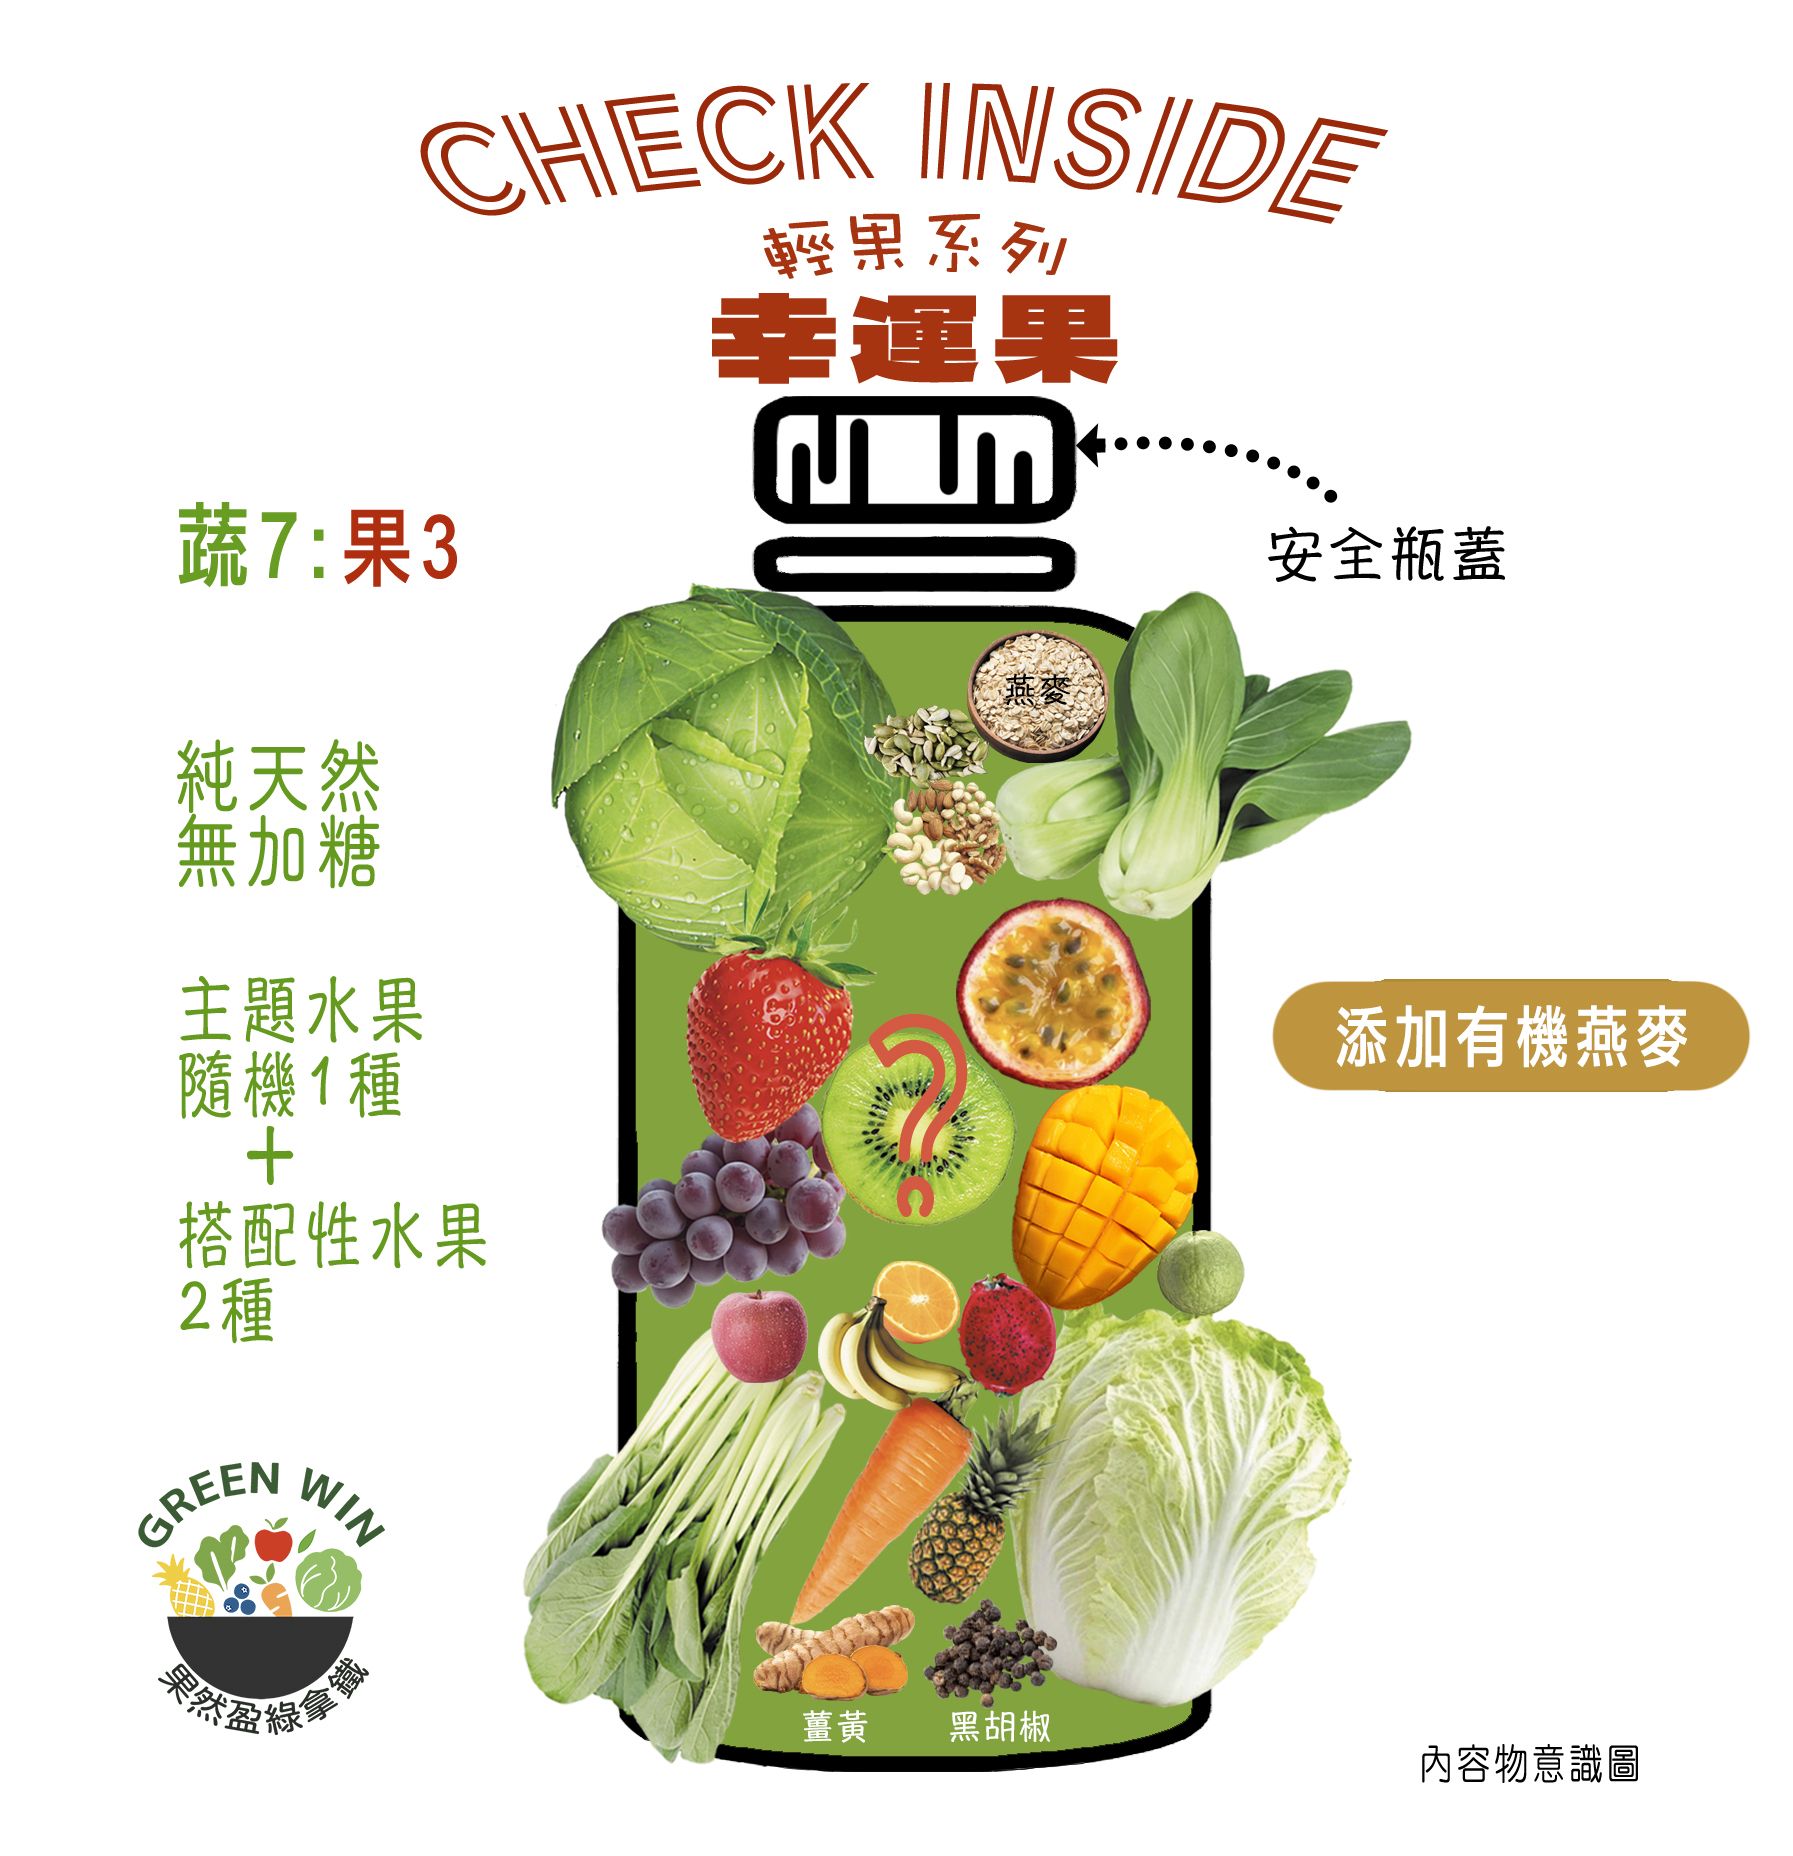 CHECK INSIDE
輕果系列
幸運果
安全瓶蓋
蔬7:果3
燕麥
純天然
無加糖
主題水果
隨機1種
+
搭配性水果
2種
添加有機燕麥
?
GREEN WIN
果然盈綠拿鐵
薑黃
黑胡椒
內容物意識圖